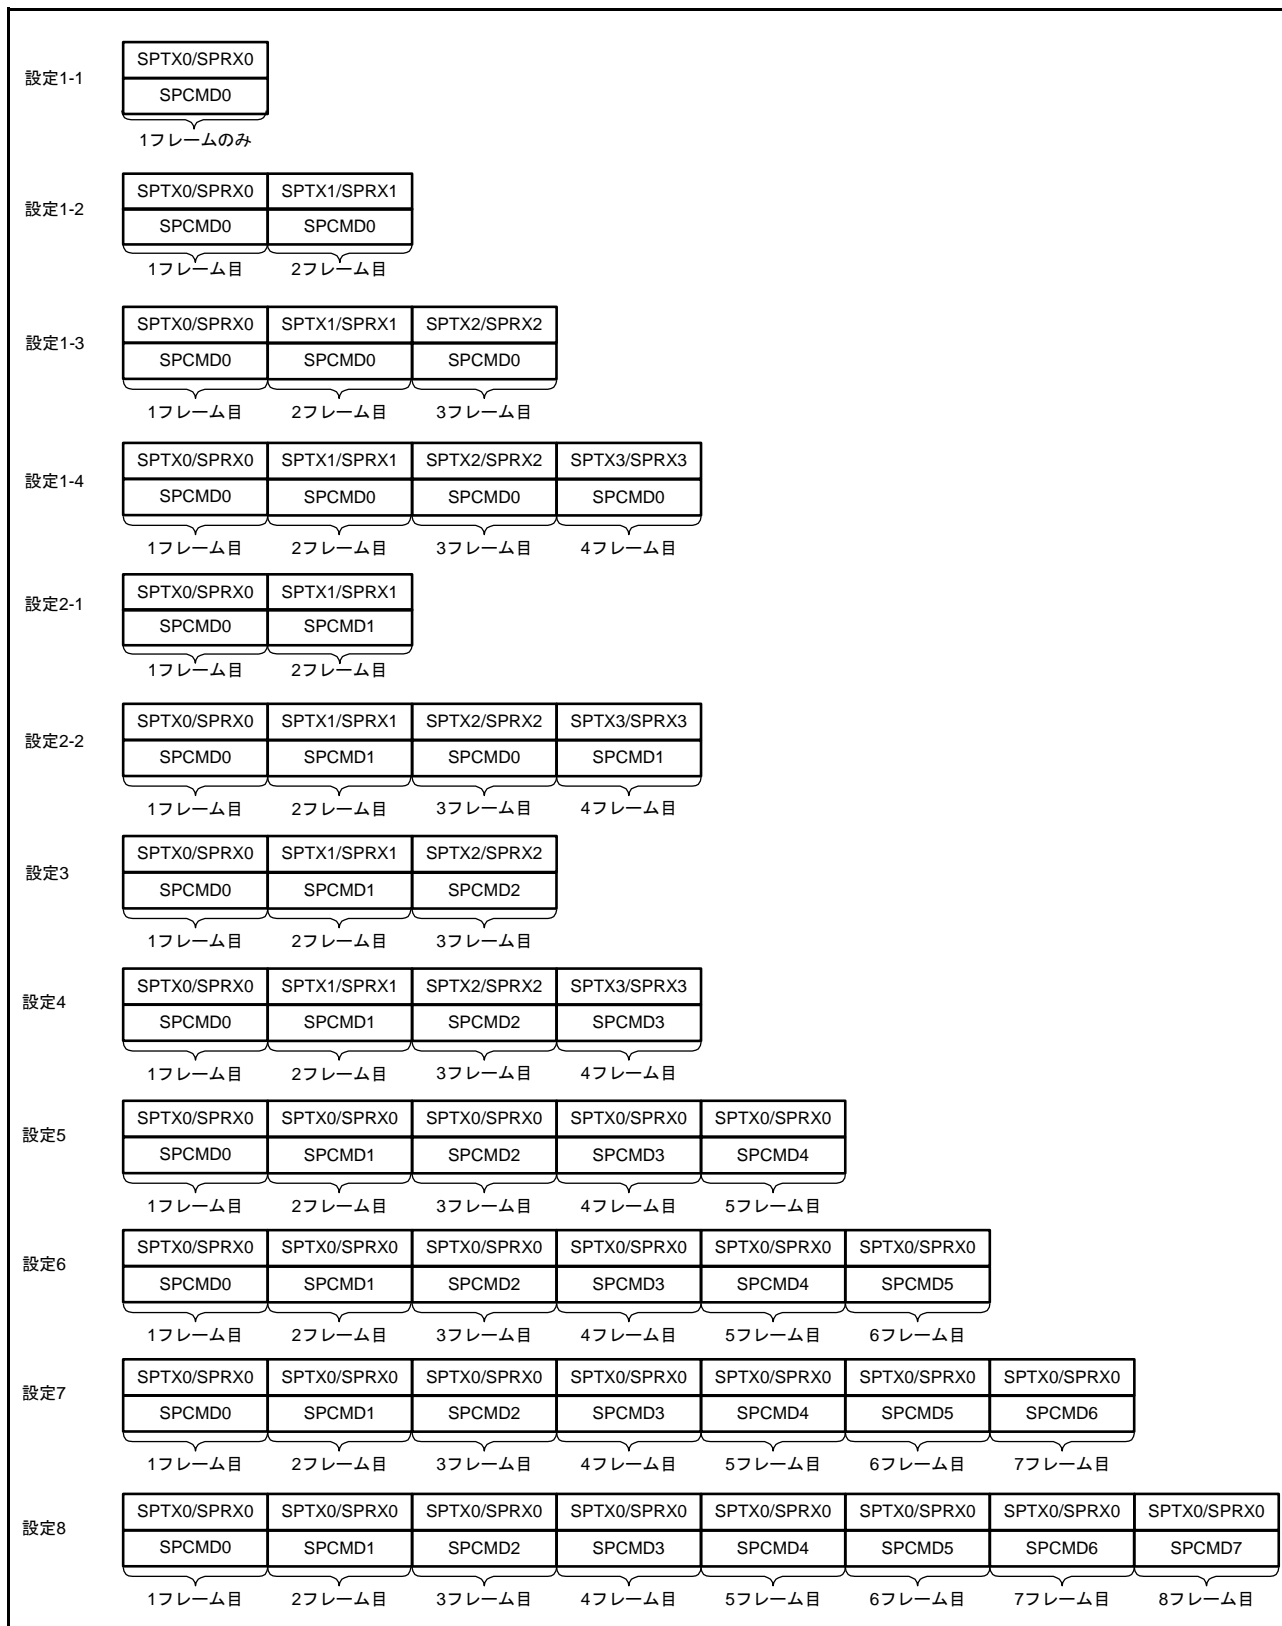 設定1-1
SPTX0/SPRX0
SPCMD0
1フレームのみ
設定1-2
SPTX0/SPRX0 SPTX1/SPRX1
SPCMD0 SPCMD0
1フレーム目 2フレーム目
設定1-3
SPTX0/SPRX0 SPTX1/SPRX1 SPTX2/SPRX2
SPCMD0 SPCMD0 SPCMD0
1フレーム目 2フレーム目 3フレーム目
設定1-4
SPTX0/SPRX0 SPTX1/SPRX1 SPTX2/SPRX2 SPTX3/SPRX3
SPCMD0 SPCMD0 SPCMD0 SPCMD0
1フレーム目 2フレーム目 3フレーム目 4フレーム目
設定2-1
SPTX0/SPRX0 SPTX1/SPRX1
SPCMD0 SPCMD1
1フレーム目 2フレーム目
設定2-2
SPTX0/SPRX0 SPTX1/SPRX1 SPTX2/SPRX2 SPTX3/SPRX3
SPCMD0 SPCMD1 SPCMD0 SPCMD1
1フレーム目 2フレーム目 3フレーム目 4フレーム目
設定3
SPTX0/SPRX0 SPTX1/SPRX1 SPTX2/SPRX2
SPCMD0 SPCMD1 SPCMD2
1フレーム目 2フレーム目 3フレーム目
設定4
SPTX0/SPRX0 SPTX1/SPRX1 SPTX2/SPRX2 SPTX3/SPRX3
SPCMD0 SPCMD1 SPCMD2 SPCMD3
1フレーム目 2フレーム目 3フレーム目 4フレーム目
設定5
SPTX0/SPRX0 SPTX0/SPRX0 SPTX0/SPRX0 SPTX0/SPRX0 SPTX0/SPRX0
SPCMD0 SPCMD1 SPCMD2 SPCMD3 SPCMD4
1フレーム目 2フレーム目 3フレーム目 4フレーム目 5フレーム目
設定6
SPTX0/SPRX0 SPTX0/SPRX0 SPTX0/SPRX0 SPTX0/SPRX0 SPTX0/SPRX0 SPTX0/SPRX0
SPCMD0 SPCMD1 SPCMD2 SPCMD3 SPCMD4 SPCMD5
1フレーム目 2フレーム目 3フレーム目 4フレーム目 5フレーム目 6フレーム目
設定7
SPTX0/SPRX0 SPTX0/SPRX0 SPTX0/SPRX0 SPTX0/SPRX0 SPTX0/SPRX0 SPTX0/SPRX0 SPTX0/SPRX0
SPCMD0 SPCMD1 SPCMD2 SPCMD3 SPCMD4 SPCMD5 SPCMD6
1フレーム目 2フレーム目 3フレーム目 4フレーム目 5フレーム目 6フレーム目 7フレーム目
設定8
SPTX0/SPRX0 SPTX0/SPRX0 SPTX0/SPRX0 SPTX0/SPRX0 SPTX0/SPRX0 SPTX0/SPRX0 SPTX0/SPRX0 SPTX0/SPRX0
SPCMD0 SPCMD1 SPCMD2 SPCMD3 SPCMD4 SPCMD5 SPCMD6 SPCMD7
1フレーム目 2フレーム目 3フレーム目 4フレーム目 5フレーム目 6フレーム目 7フレーム目 8フレーム目